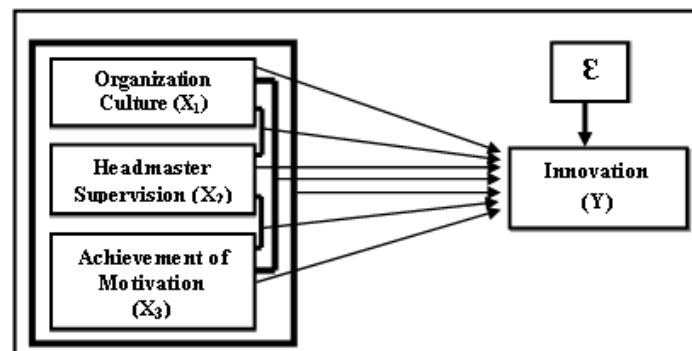 Organization
Culture (X₁)
Headmaster
Supervision (X₂)
Achievement of
Motivation
(X₃)
ε
Innovation
(Y)